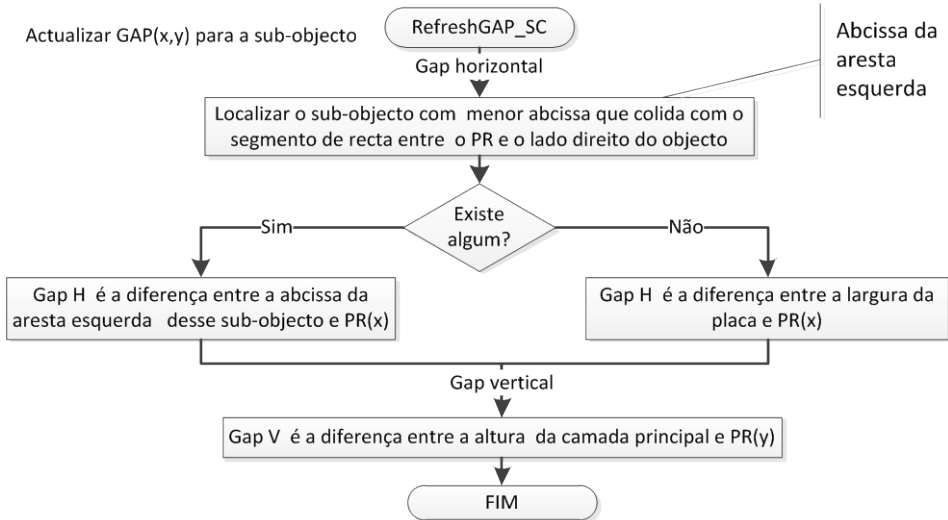 Actualizar GAP(x,y) para a sub-objecto
RefreshGAP_SC
Abcissa da
aresta
esquerda
Gap horizontal
Localizar o sub-objecto com menor abcissa que colida com o
segmento de recta entre o PR e o lado direito do objecto
Existe
algum?
Sim
Não
Gap H é a diferença entre a abcissa da
aresta esquerda desse sub-objecto e PR(x)
Gap H é a diferença entre a largura da
placa e PR(x)
Gap vertical
Gap V é a diferença entre a altura da camada principal e PR(y)
FIM